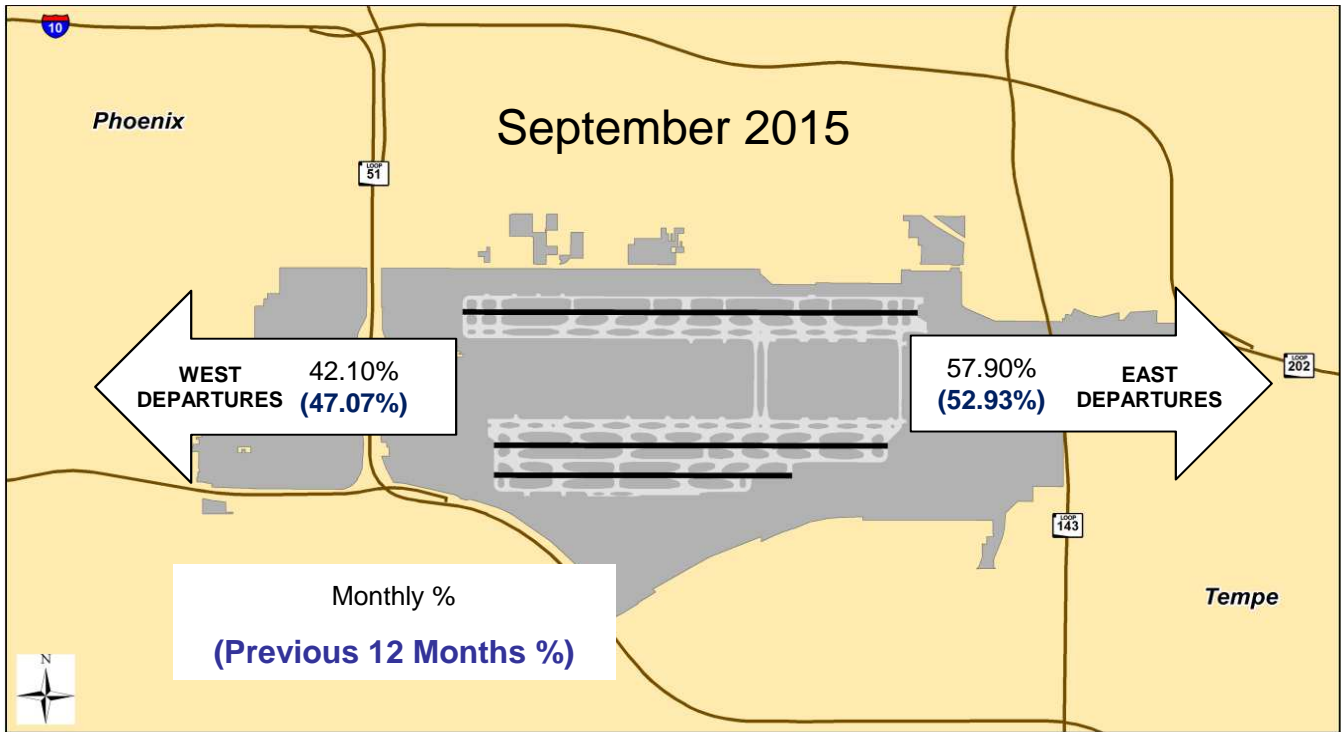 10
Phoenix
September 2015
LOOP
51
WEST
DEPARTURES
42.10%
(47.07%)
57.90%
(52.93%)
EAST
DEPARTURES
LOOP
202
LOOP
143
Monthly %
(Previous 12 Months %)
Tempe
N